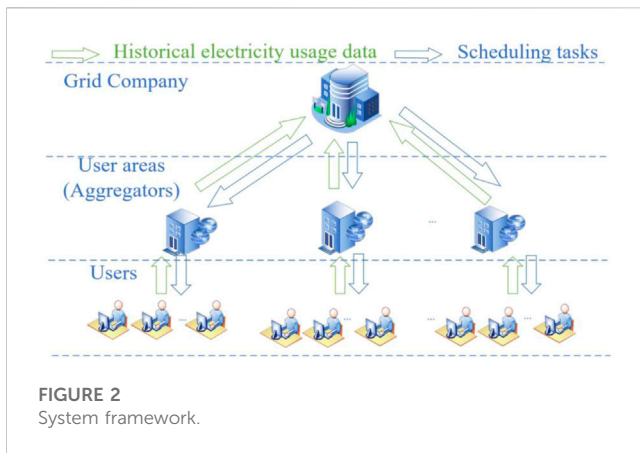 Historical electricity usage data
Scheduling tasks
Grid Company
User areas
(Aggregators)
...
Users
...
...
...
...
FIGURE 2
System framework.